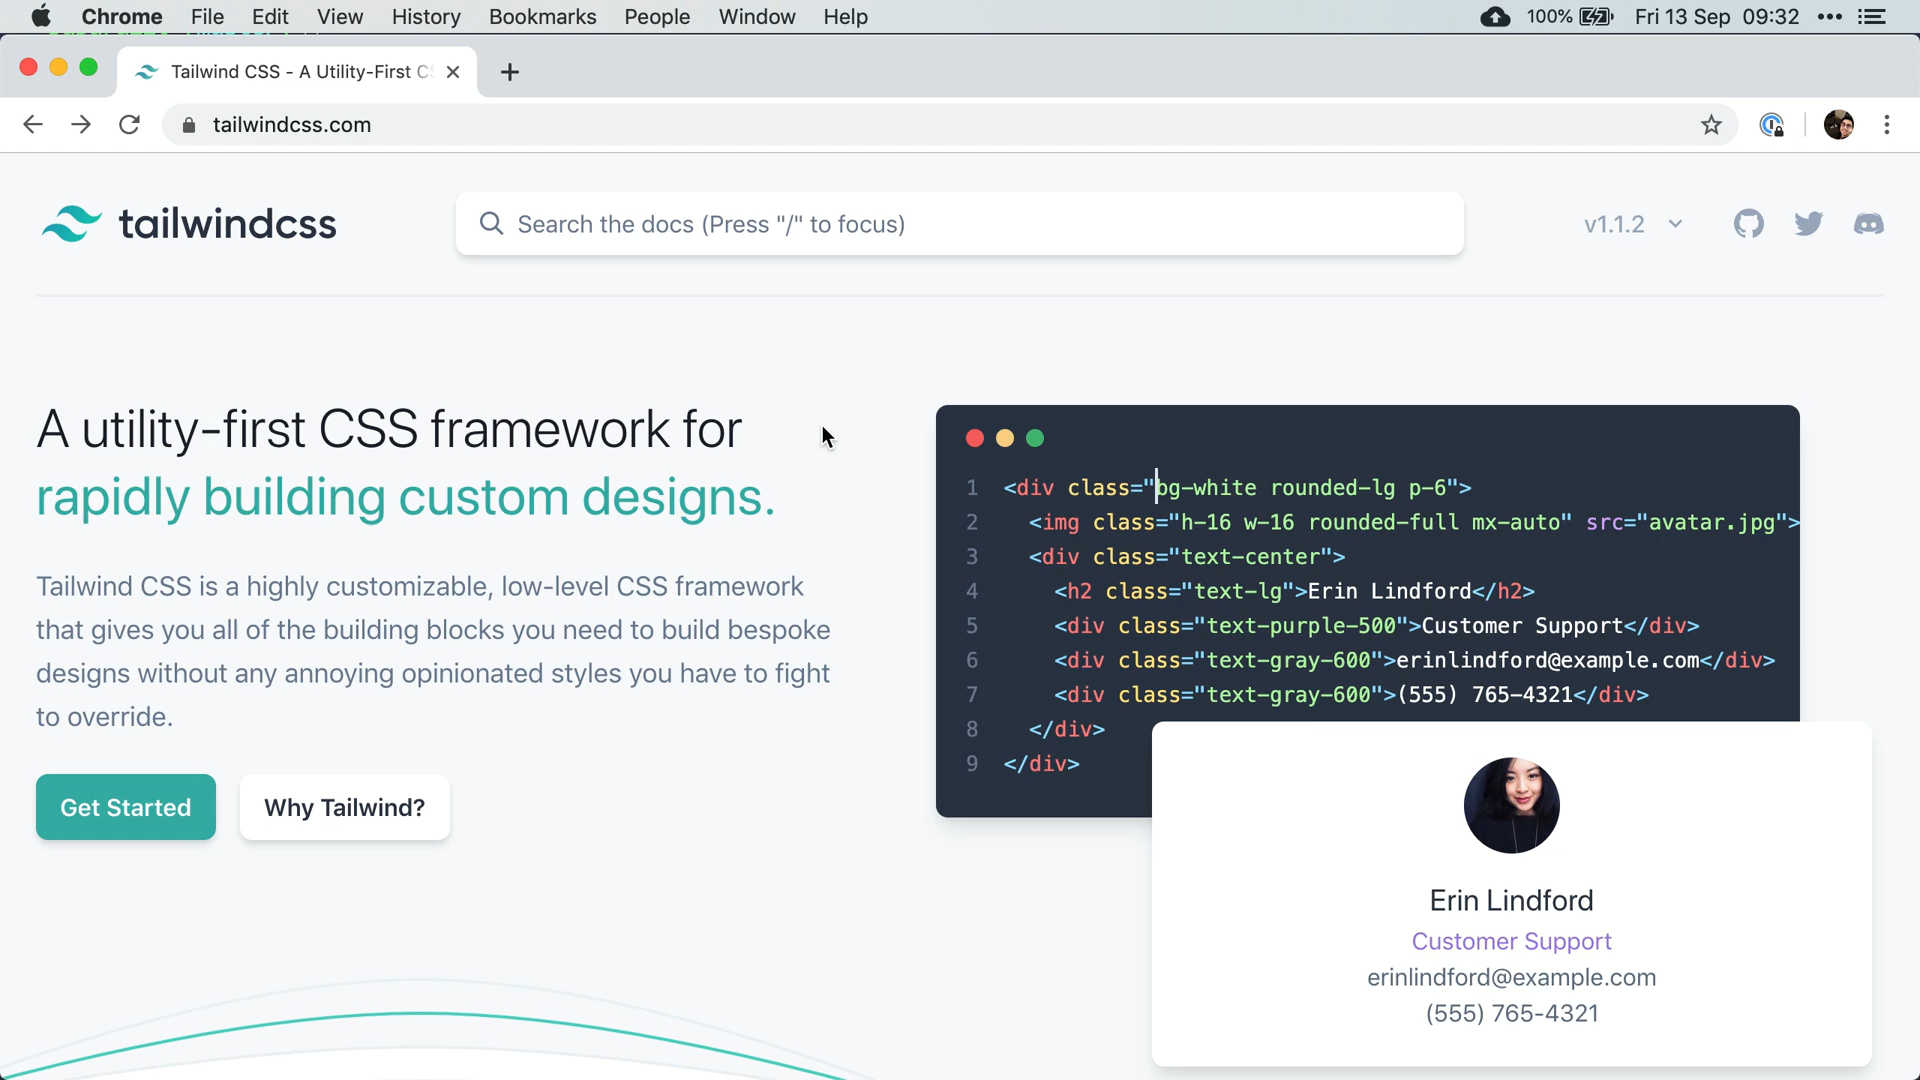 Chrome File Edit View History Bookmarks People Window Help 100% Fri 13 Sep 09:32
Tailwind CSS - A Utility-First C
tailwindcss.com
tailwindcss
Search the docs (Press "/" to focus)
v1.1.2
A utility-first CSS framework for
rapidly building custom designs.
Tailwind CSS is a highly customizable, low-level CSS framework
that gives you all of the building blocks you need to build bespoke
designs without any annoying opinionated styles you have to fight
to override.
Get Started
Why Tailwind?
1 <div class="bg-white rounded-lg p-6">
2 <img class="h-16 w-16 rounded-full mx-auto" src="avatar.jpg">
3 <div class="text-center">
4 <h2 class="text-lg">Erin Lindford</h2>
5 <div class="text-purple-500">Customer Support</div>
6 <div class="text-gray-600">erinlindford@example.com</div>
7 <div class="text-gray-600">(555) 765-4321</div>
8 </div>
9 </div>
Erin Lindford
Customer Support
erinlindford@example.com
(555) 765-4321